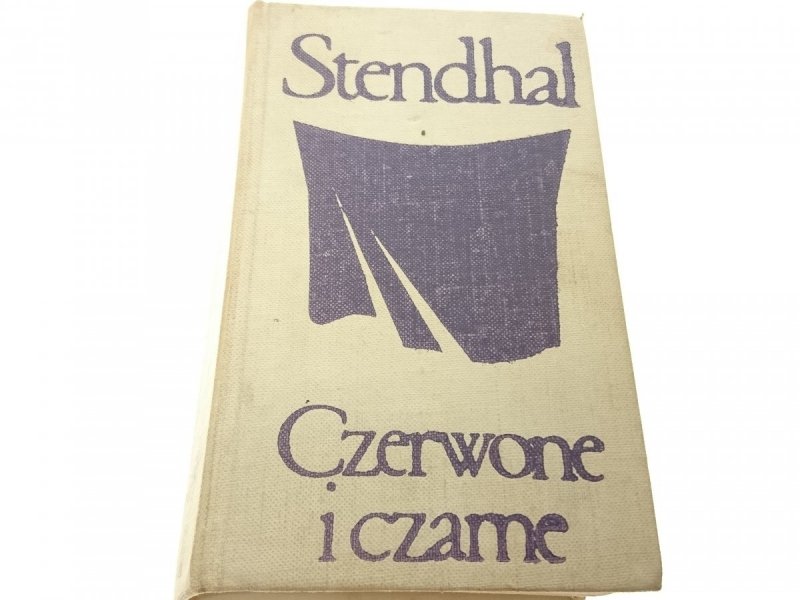 Stendhal
Czerwone
i czarne